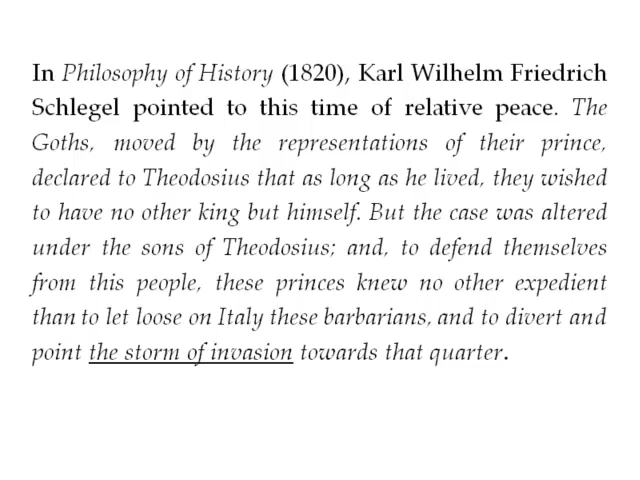 In Philosophy of History (1820), Karl Wilhelm Friedrich
Schlegel pointed to this time of relative peace. The
Goths, moved by the representations of their prince,
declared to Theodosius that as long as he lived, they wished
to have no other king but himself. But the case was altered
under the sons of Theodosius; and, to defend themselves
from this people, these princes knew no other expedient
than to let loose on Italy these barbarians, and to divert and
point the storm of invasion towards that quarter.